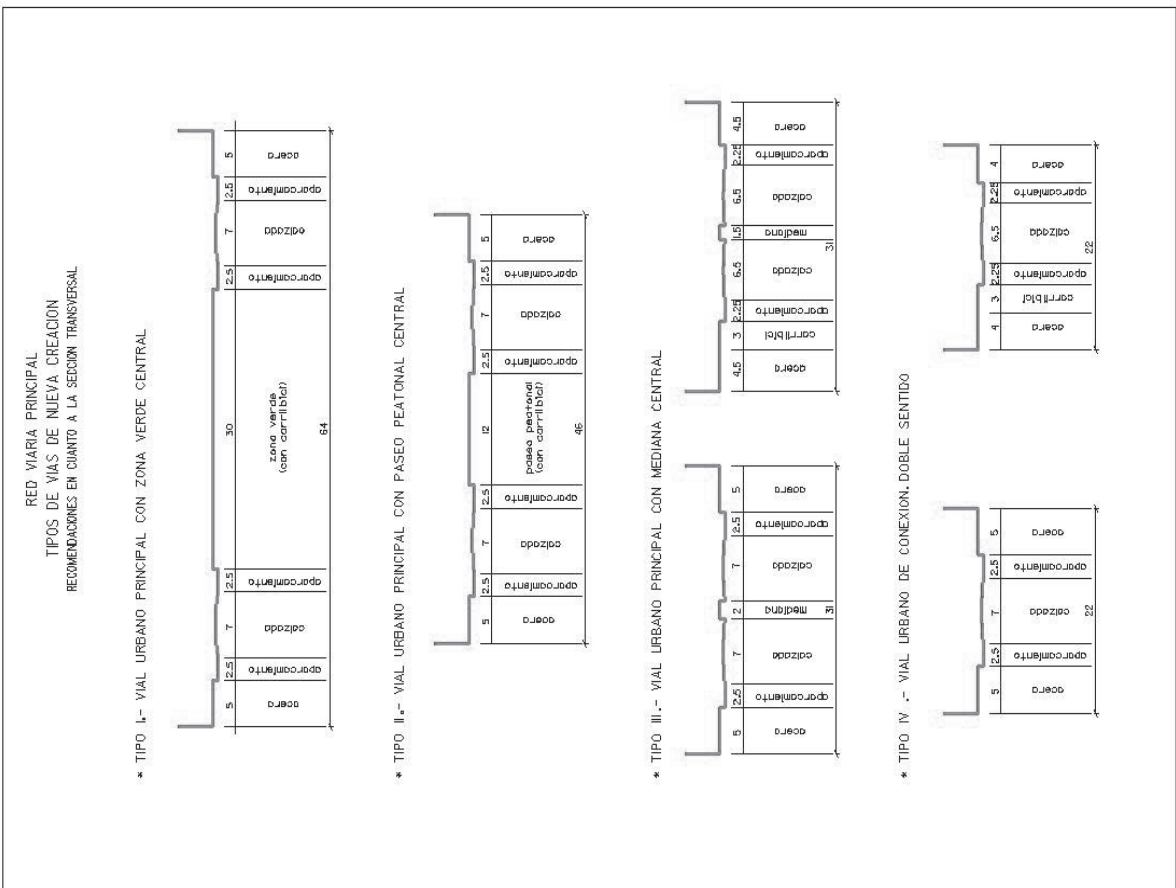 RED VIARIA PRINCIPAL
TIPOS DE VIAS DE NUEVA CREACION
RECOMENDACIONES EN CUANTO A LA SECCION TRANSVERSAL
* TIPO I.- VIAL URBANO PRINCIPAL CON ZONA VERDE CENTRAL
5 2.5 7 2.5 30 2.5 7 2.5 5
acera aparcamiento calzada aparcamiento zona verde aparcamiento calzada aparcamiento acera
(con carrilbici)
64
* TIPO II.- VIAL URBANO PRINCIPAL CON PASEO PEATONAL CENTRAL
5 2.5 7 2.5 12 2.5 7 2.5 5
acera aparcamiento calzada aparcamiento paseo peatonal aparcamiento calzada aparcamiento acera
(con carrilbici)
46
* TIPO III.- VIAL URBANO PRINCIPAL CON MEDIANA CENTRAL
5 2.5 7 2 7 2.5 5
acera aparcamiento calzada mediana calzada aparcamiento acera
31
4.5 3 2.25 6.5 1.5 6.5 2.25 4.5
acera carrilbici aparcamiento calzada mediana calzada aparcamiento acera
31
* TIPO IV .- VIAL URBANO DE CONEXION. DOBLE SENTIDO
5 2.5 7 2.5 5
acera aparcamiento calzada aparcamiento acera
22
4 3 2.25 6.5 2.25 4
acera carrilbici aparcamiento calzada aparcamiento acera
22